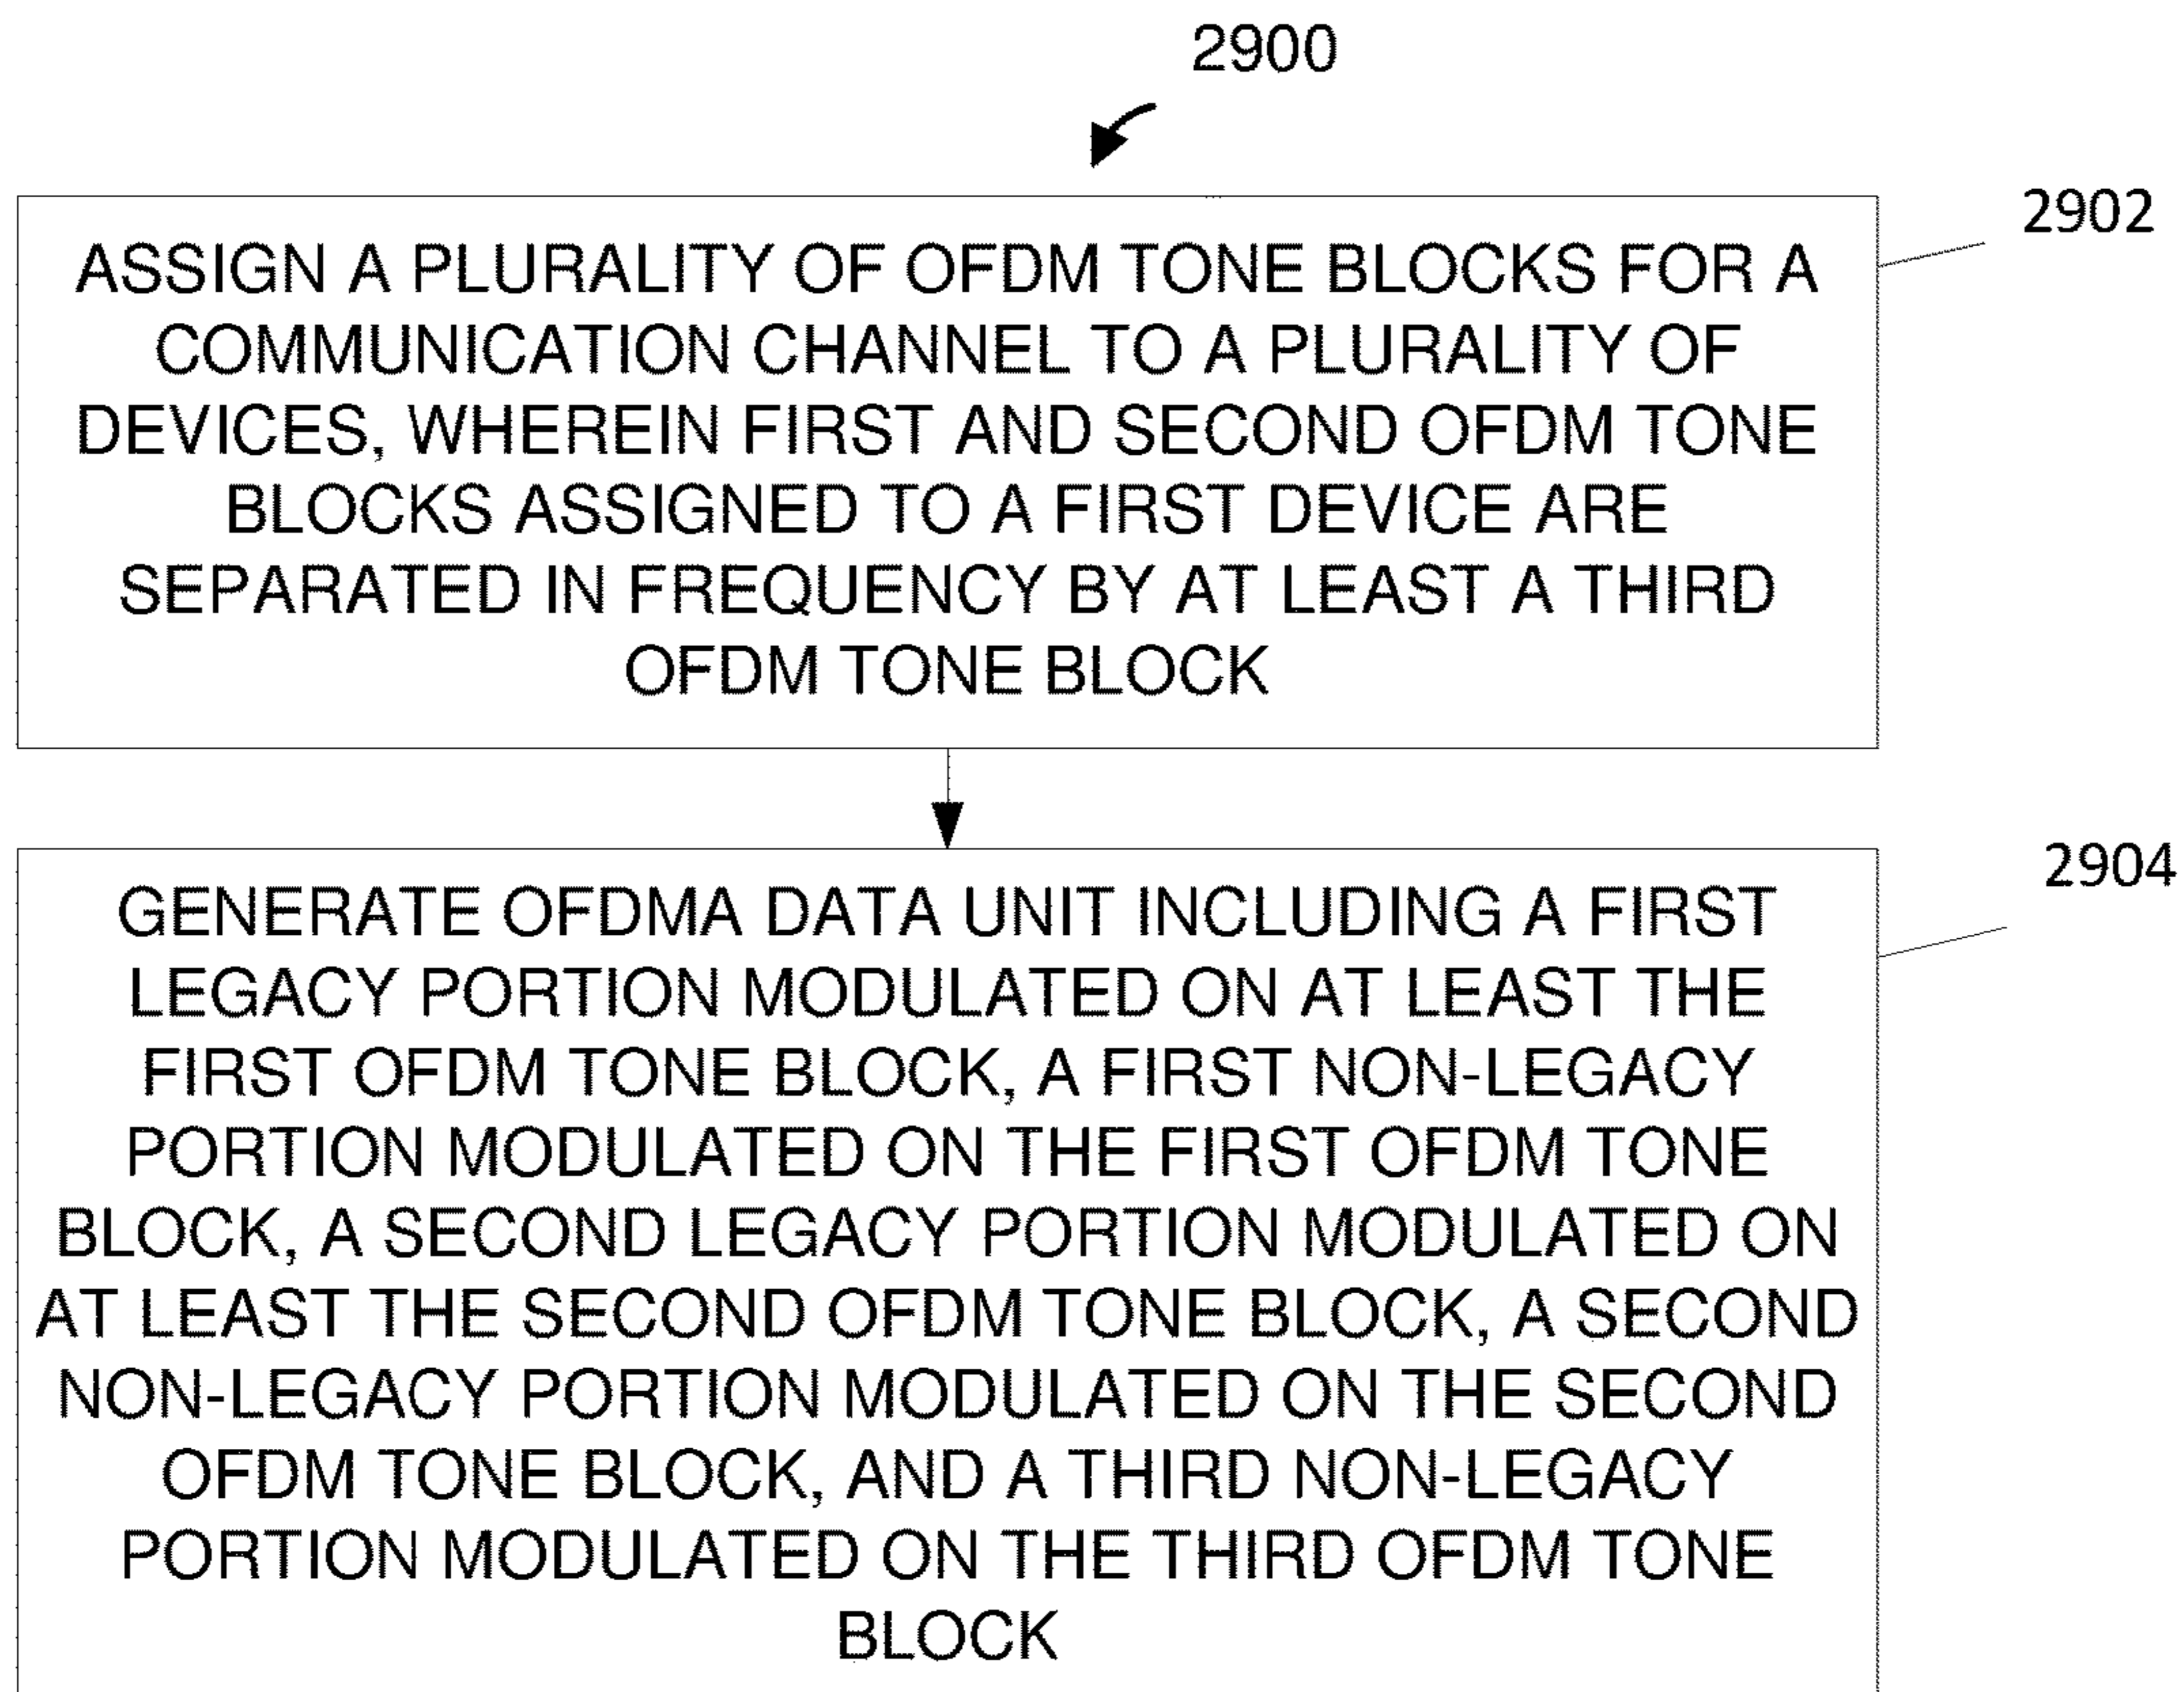 2900
2902
ASSIGN A PLURALITY OF OFDM TONE BLOCKS FOR A
COMMUNICATION CHANNEL TO A PLURALITY OF
DEVICES, WHEREIN FIRST AND SECOND OFDM TONE
BLOCKS ASSIGNED TO A FIRST DEVICE ARE
SEPARATED IN FREQUENCY BY AT LEAST A THIRD
OFDM TONE BLOCK
2904
GENERATE OFDMA DATA UNIT INCLUDING A FIRST
LEGACY PORTION MODULATED ON AT LEAST THE
FIRST OFDM TONE BLOCK, A FIRST NON-LEGACY
PORTION MODULATED ON THE FIRST OFDM TONE
BLOCK, A SECOND LEGACY PORTION MODULATED ON
AT LEAST THE SECOND OFDM TONE BLOCK, A SECOND
NON-LEGACY PORTION MODULATED ON THE SECOND
OFDM TONE BLOCK, AND A THIRD NON-LEGACY
PORTION MODULATED ON THE THIRD OFDM TONE
BLOCK